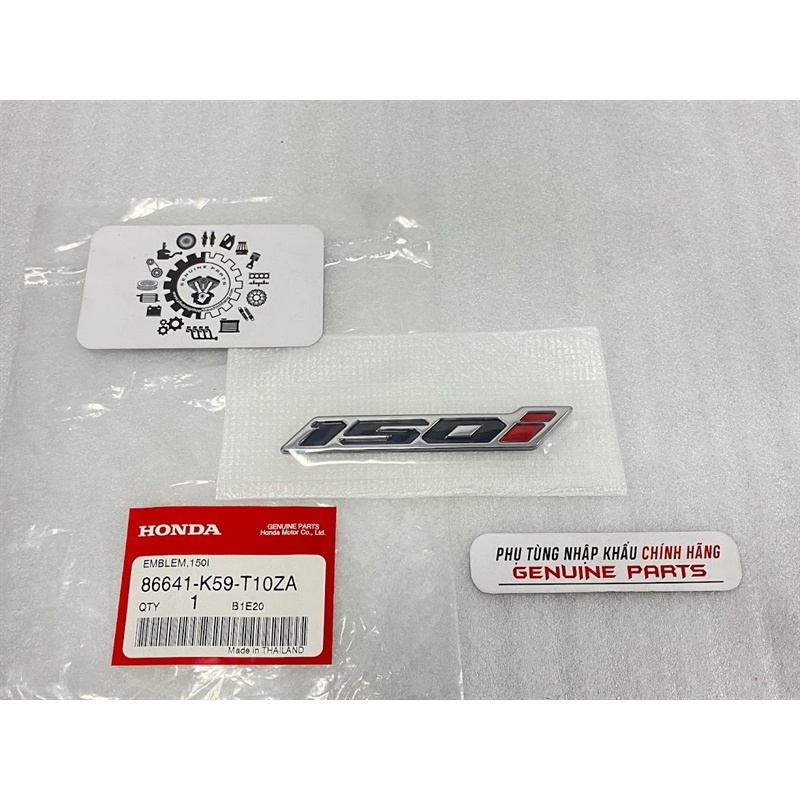 GENUINE PARTS
150i
HONDA
GENUINE PARTS
Honda Motor Co., Ltd.
EMBLEM,150I
86641-K59-T10ZA
QTY 1 B1E20
Made in THAILAND
PHỤ TÙNG NHẬP KHẨU CHÍNH HÃNG
GENUINE PARTS